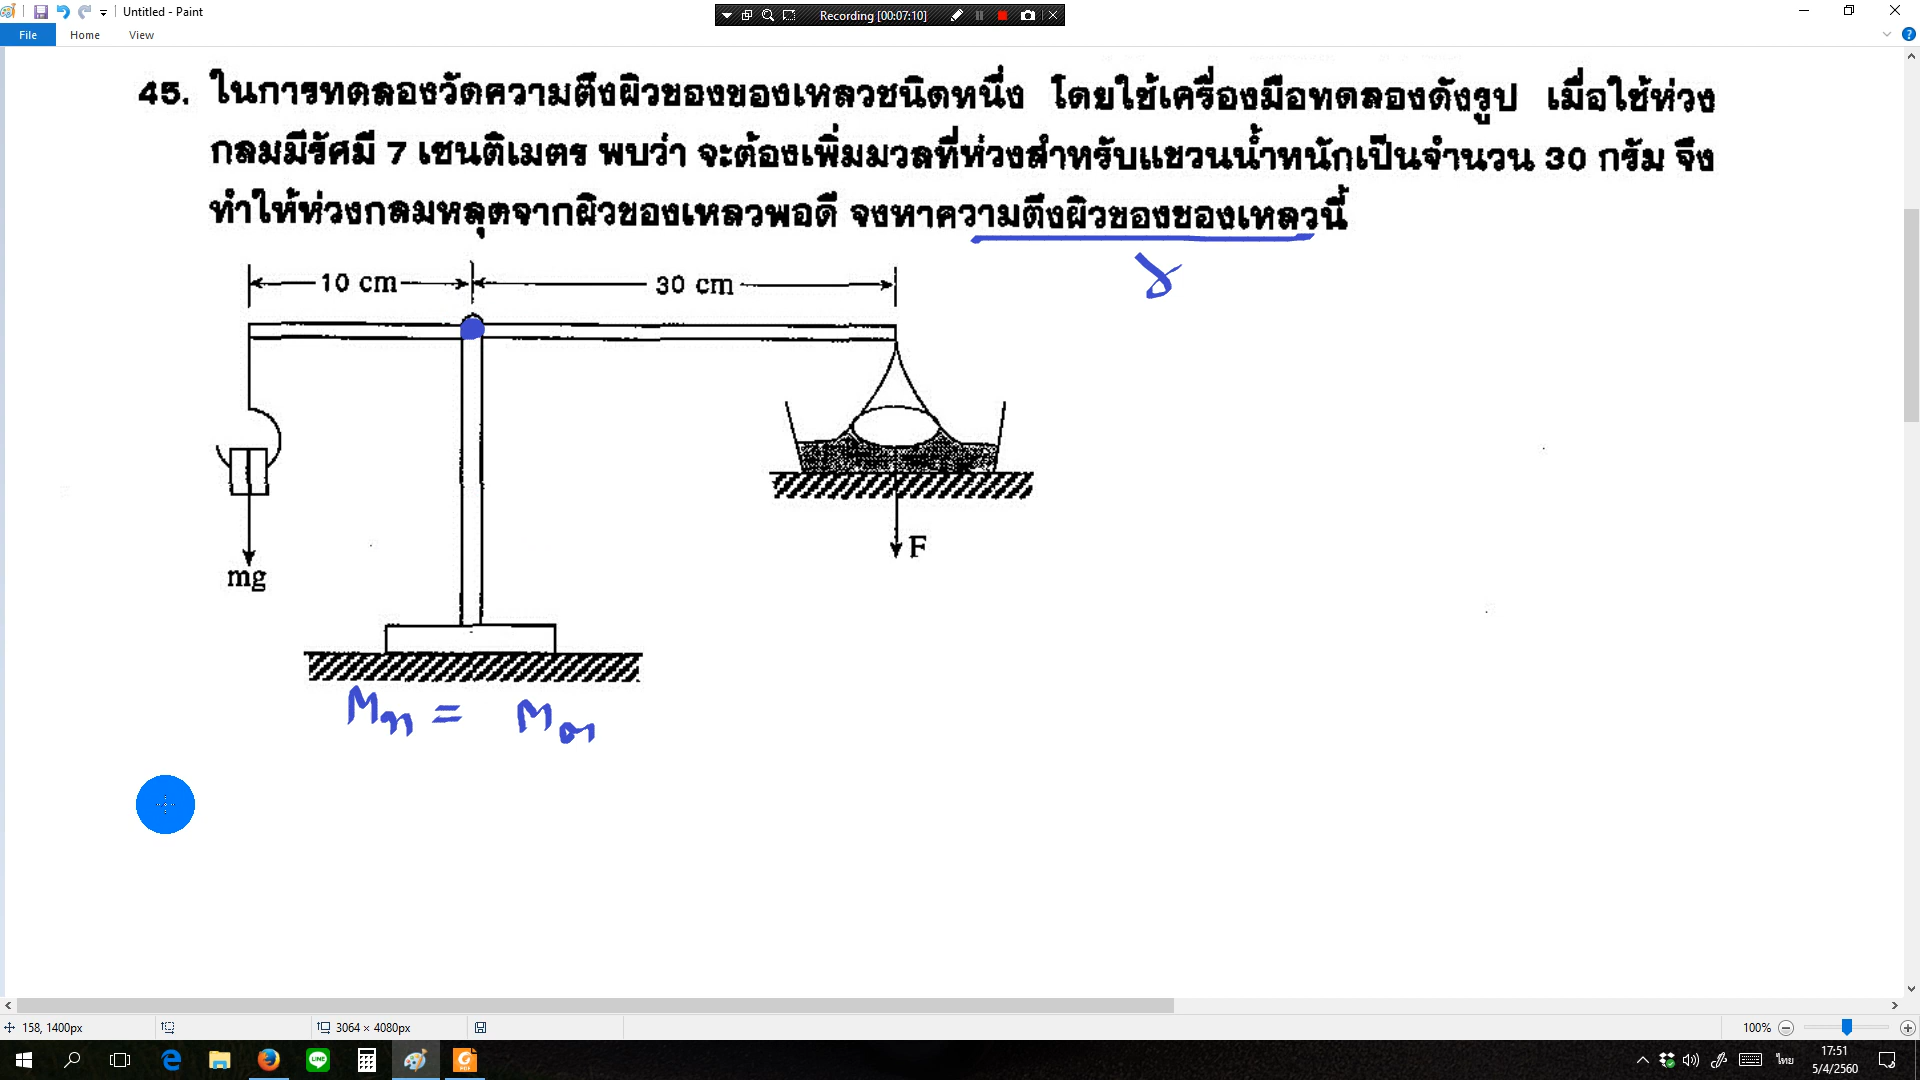 Untitled - Paint
Recording [00:07:10]
File Home View
45. ในการทดลองวัดความตึงผิวของของเหลวชนิดหนึ่ง โดยใช้เครื่องมือทดลองดังรูป เมื่อใช้ห่วง
กลมมีรัศมี 7 เซนติเมตร พบว่า จะต้องเพิ่มมวลที่ห่วงสำหรับแขวนน้ำหนักเป็นจำนวน 30 กรัม จึง
ทำให้ห่วงกลมหลุดจากผิวของเหลวพอดี จงหาความตึงผิวของของเหลวนี้
γ
10 cm 30 cm
F
mg
M = M
158, 1400px 3064 × 4080px 100%
LINE
PDF
17:51
ไทย
5/4/2560